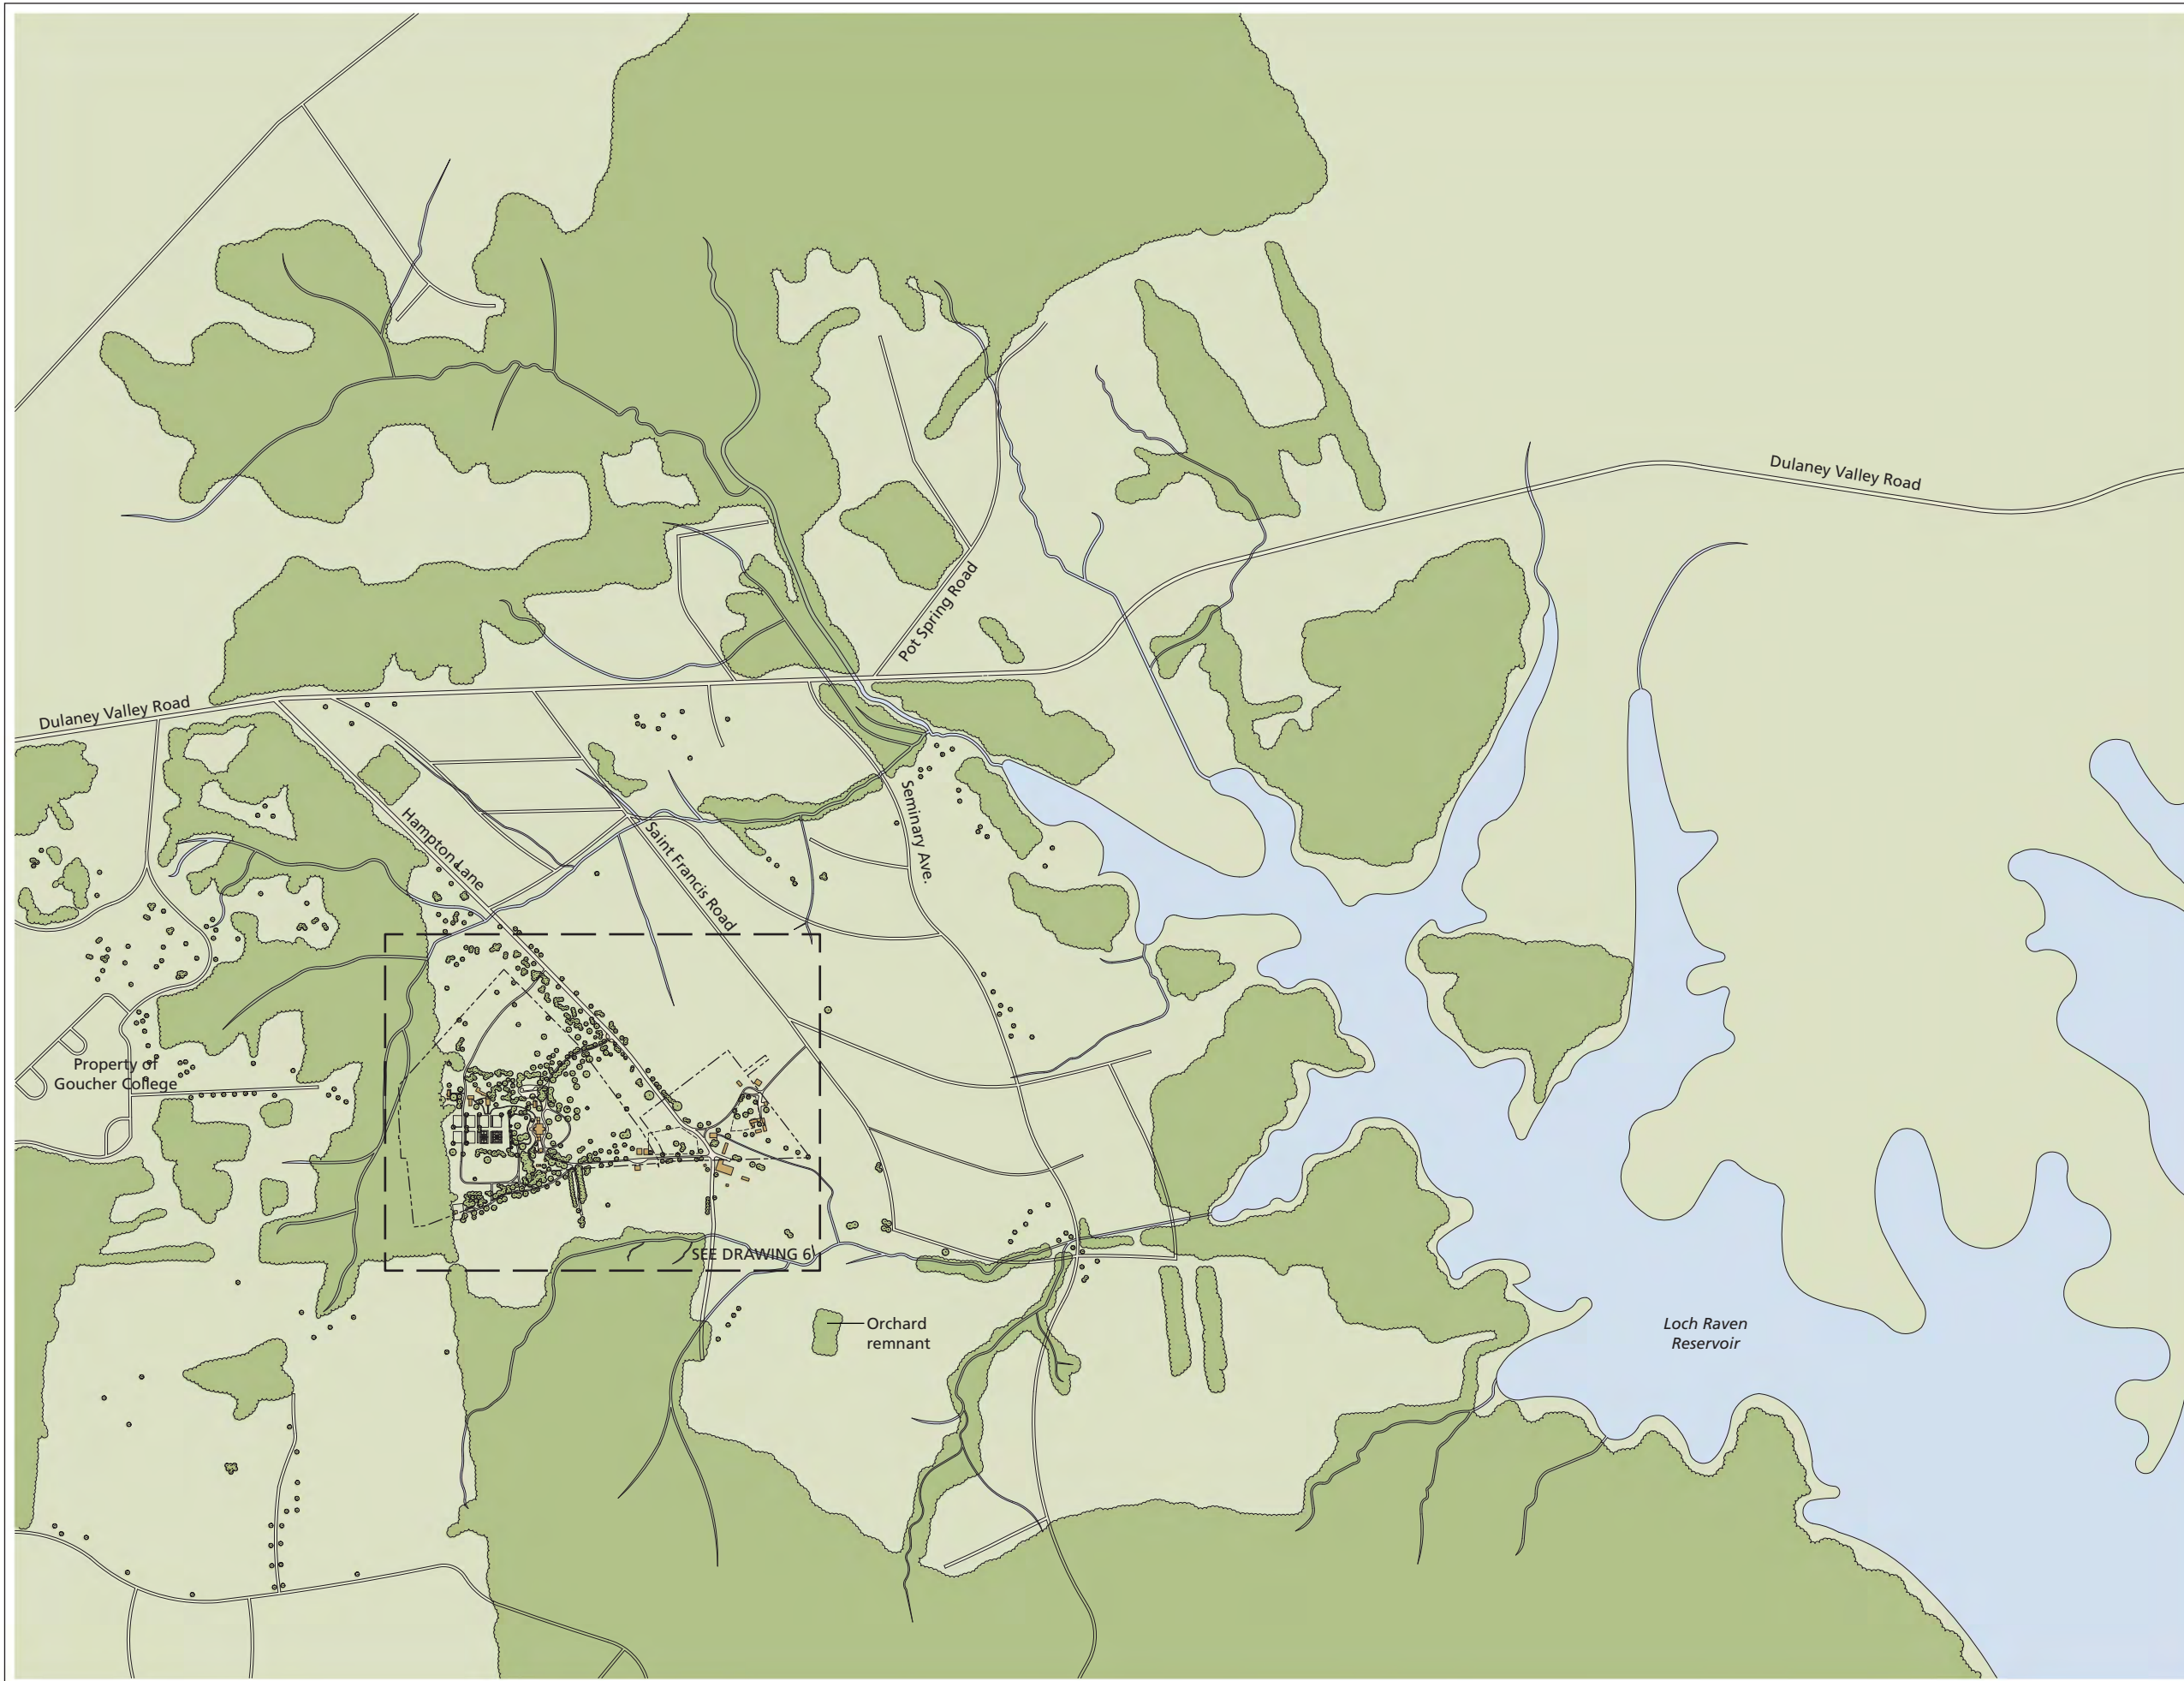 Dulaney Valley Road
Pot Spring Road
Dulaney Valley Road
Seminary Ave.
Hampton Lane
Saint Francis Road
Property of
Goucher College
SEE DRAWING 6
Orchard
remnant
Loch Raven
Reservoir